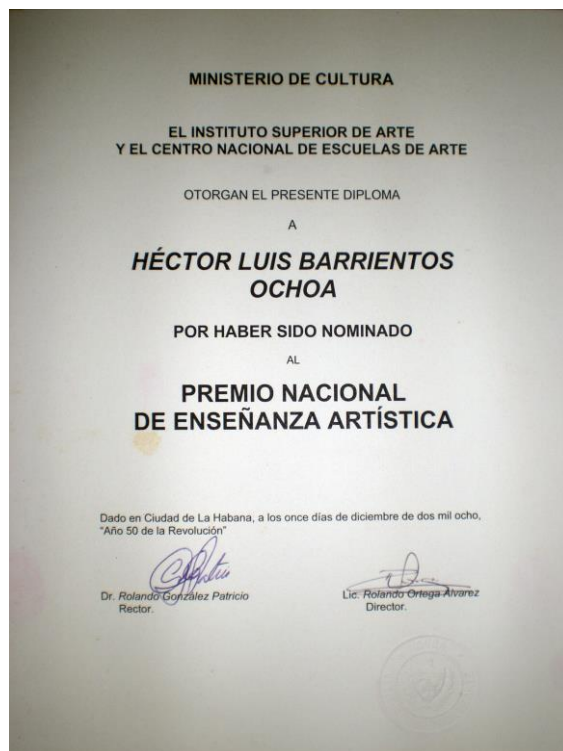 MINISTERIO DE CULTURA
EL INSTITUTO SUPERIOR DE ARTE
Y EL CENTRO NACIONAL DE ESCUELAS DE ARTE
OTORGAN EL PRESENTE DIPLOMA
A
HÉCTOR LUIS BARRIENTOS
OCHOA
POR HABER SIDO NOMINADO
AL
PREMIO NACIONAL
DE ENSEÑANZA ARTÍSTICA
Dado en Ciudad de La Habana, a los once días de diciembre de dos mil ocho,
"Año 50 de la Revolución"
Dr. Rolando González Patricio
Rector.
Lic. Rolando Ortega Álvarez
Director.